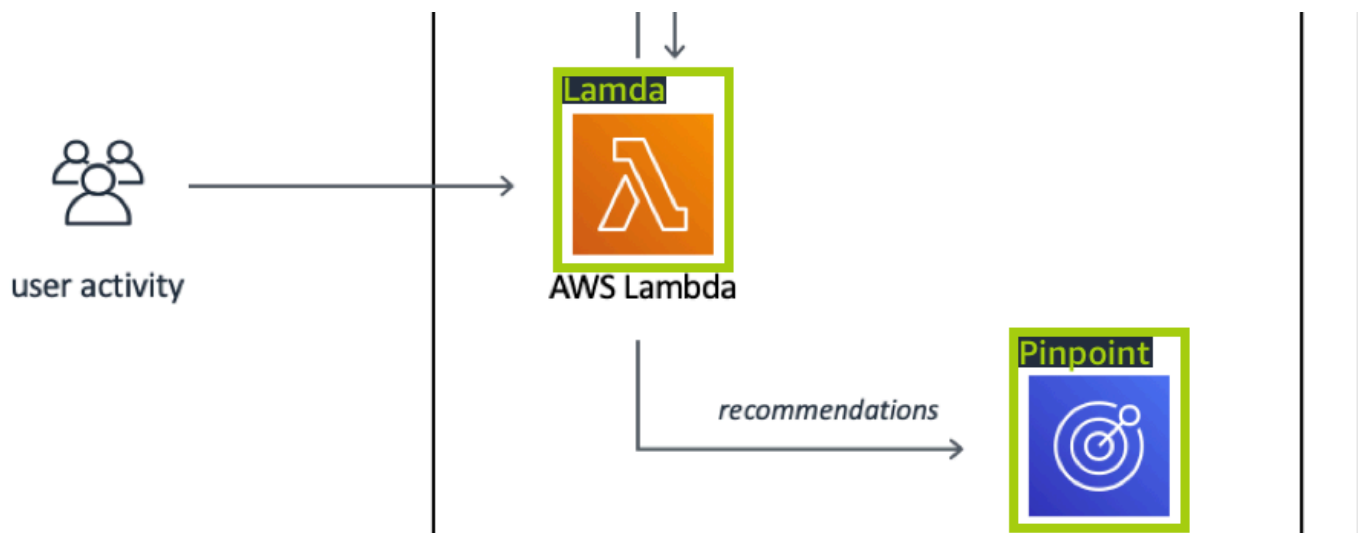 Lamda
user activity
AWS Lambda
Pinpoint
recommendations